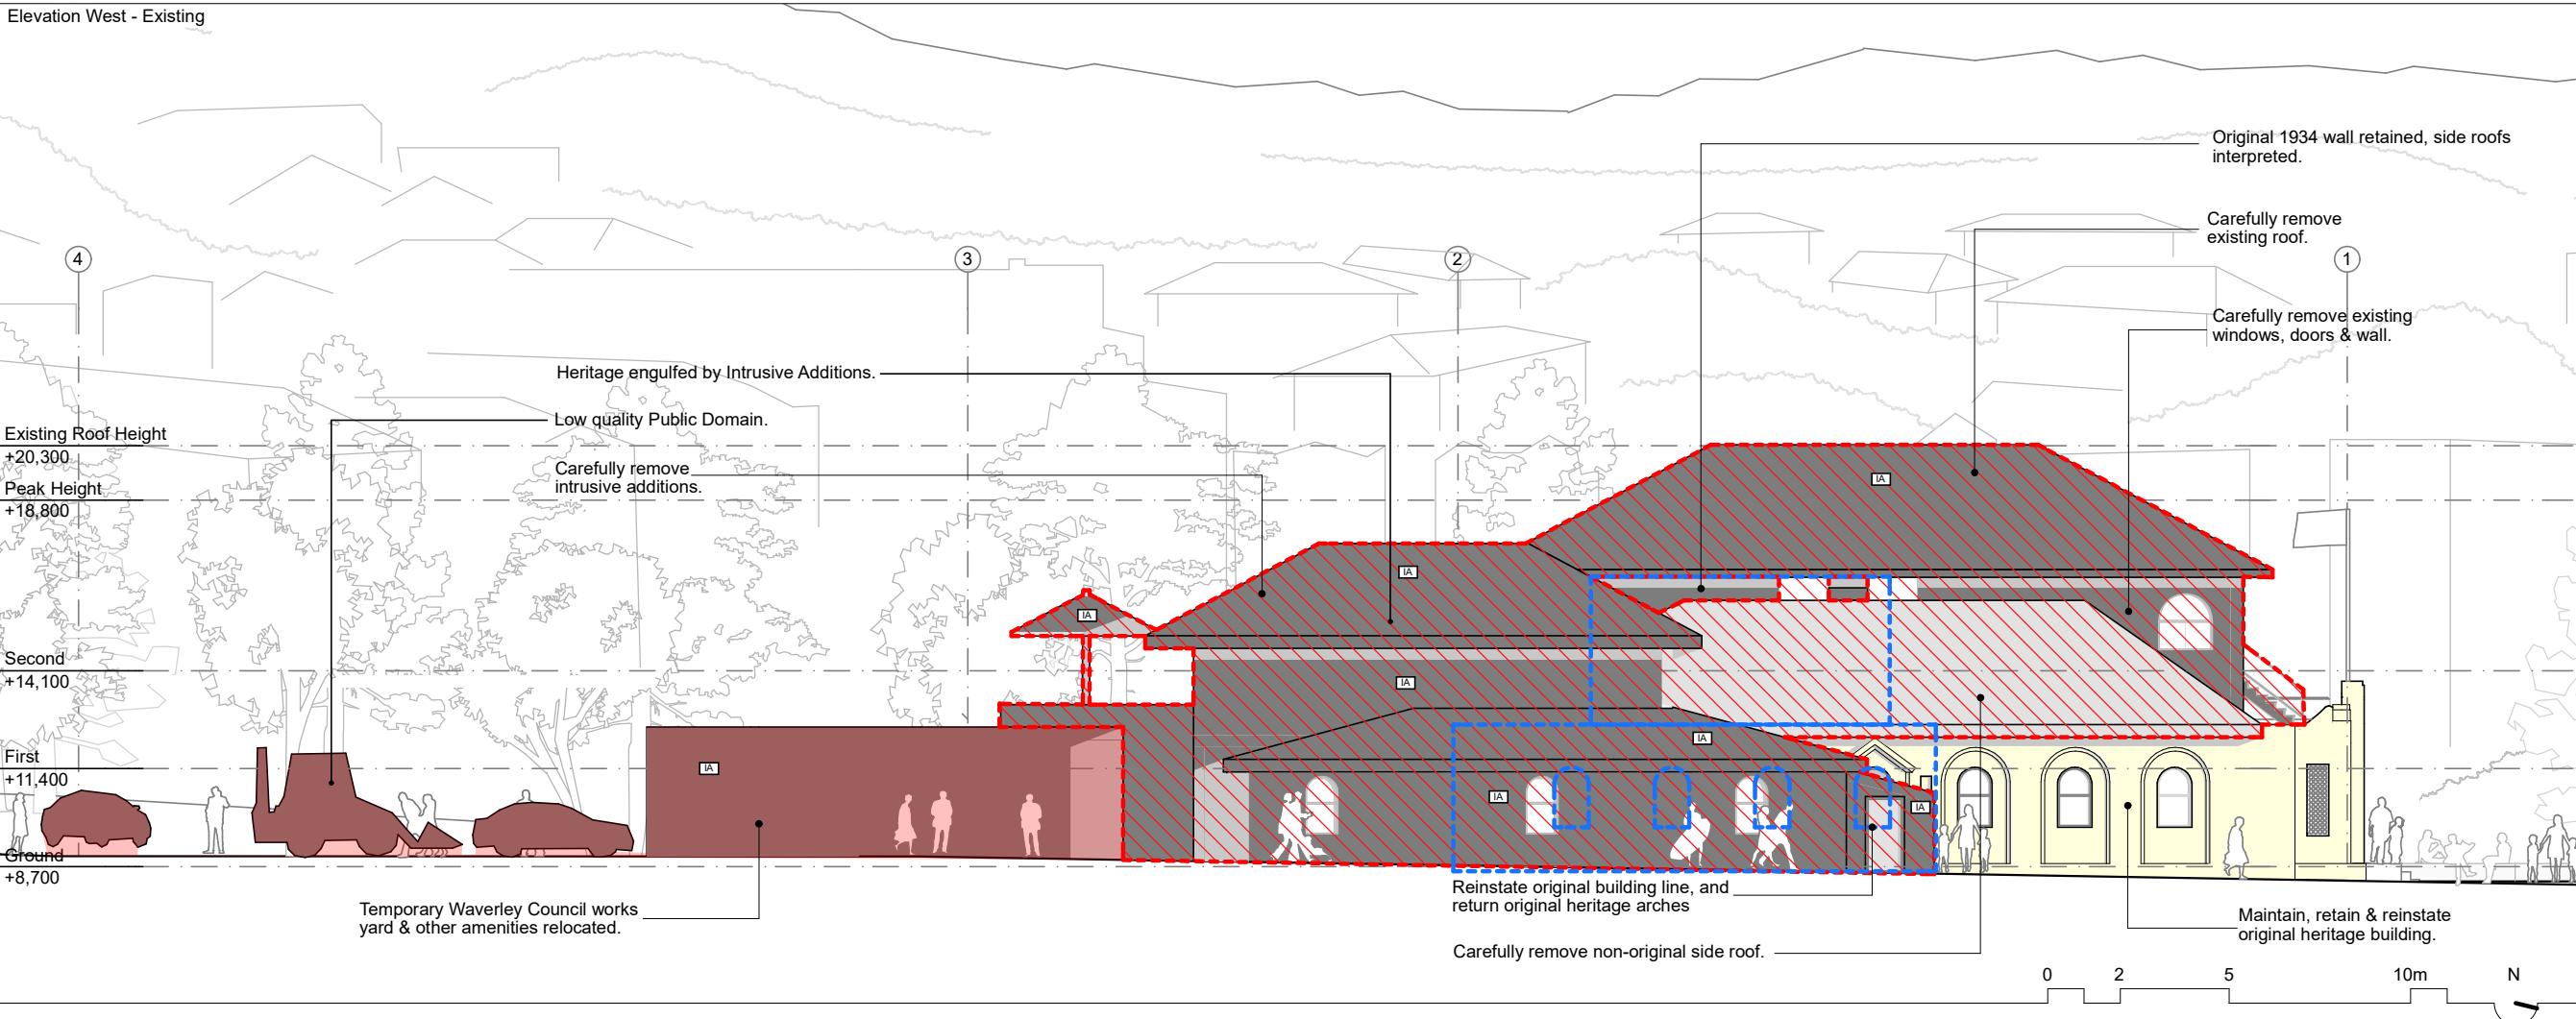 Elevation West - Existing
Original 1934 wall retained, side roofs
interpreted.
Carefully remove
existing roof.
4
3
2
1
Carefully remove existing
windows, doors & wall.
Heritage engulfed by Intrusive Additions.
Low quality Public Domain.
Existing Roof Height
+20,300
Carefully remove
intrusive additions.
Peak Height
+18,800
IA
IA
IA
Second
+14,100
IA
IA
First
+11,400
IA
IA
IA
Ground
+8,700
Reinstate original building line, and
return original heritage arches
Temporary Waverley Council works
yard & other amenities relocated.
Maintain, retain & reinstate
original heritage building.
Carefully remove non-original side roof.
0 2 5 10m N